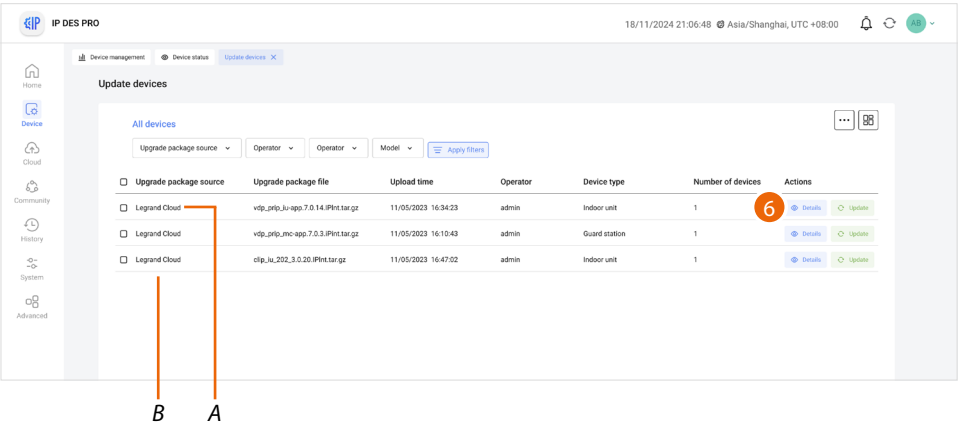 IP DES PRO
18/11/2024 21:06:48 Asia/Shanghai, UTC +08:00
AB
Device management Device status Update devices X
Home
Update devices
Device
All devices
Upgrade package source Operator Operator Model Apply filters
Cloud
Upgrade package source Upgrade package file Upload time Operator Device type Number of devices Actions
Community
Legrand Cloud vdp_prip_iu-app.7.0.14.IPInt.tar.gz 11/05/2023 16:34:23 admin Indoor unit 1 6 Details Update
History
Legrand Cloud vdp_prip_mc-app.7.0.3.IPint.tar.gz 11/05/2023 16:10:43 admin Guard station 1 Details Update
System
Legrand Cloud clip_iu_202_3.0.20.IPInt.tar.gz 11/05/2023 16:47:02 admin Indoor unit 1 Details Update
Advanced
B A